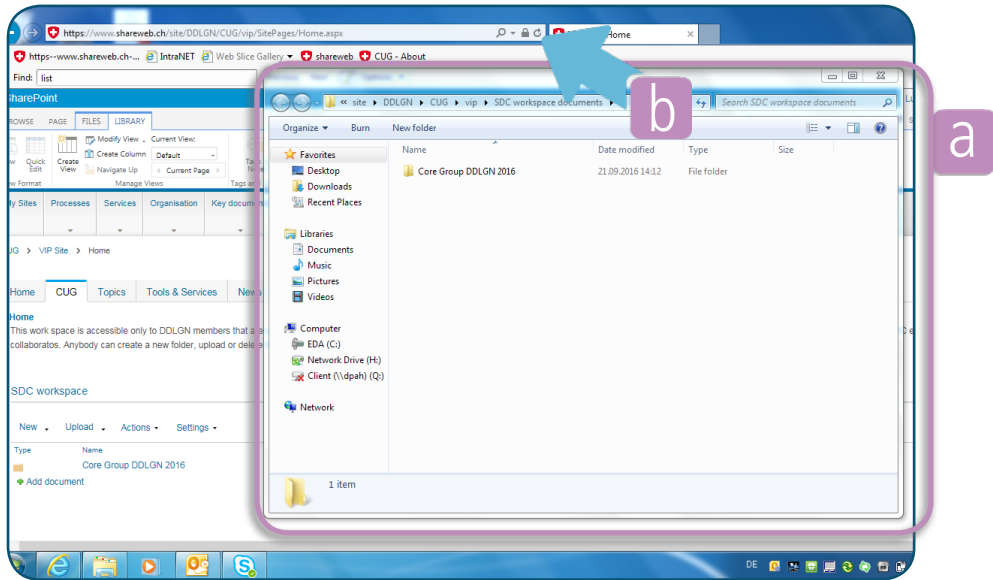 https://www.shareweb.ch/site/DDLGN/CUG/vip/SitePages/Home.aspx
Home
https--www.shareweb.ch-... IntraNET Web Slice Gallery shareweb CUG - About
Find: list
SharePoint
PAGE FILES LIBRARY
Modify View Current View:
Create Column Default
Quick Edit Create View Navigate Up Current Page
Manage Views Tags
My Sites Processes Services Organisation Key
VIP Site > Home
Home CUG Topics Tools & Services News
Home
This work space is accessible only to DDLGN members that
collaboratos. Anybody can create a new folder, upload or
SDC workspace
New Upload Actions Settings
Type Name
Core Group DDLGN 2016
Add document
« site DDLGN CUG vip SDC workspace documents
Search SDC workspace documents
Organize Burn New folder
Name Date modified Type Size
Core Group DDLGN 2016 21.09.2016 14:12 File folder
Favorites
Desktop
Downloads
Recent Places
Libraries
Documents
Music
Pictures
Videos
Computer
EDA (C:)
Network Drive (H:)
Client (\\dpah) (Q:)
Network
1 item
a
b
DE